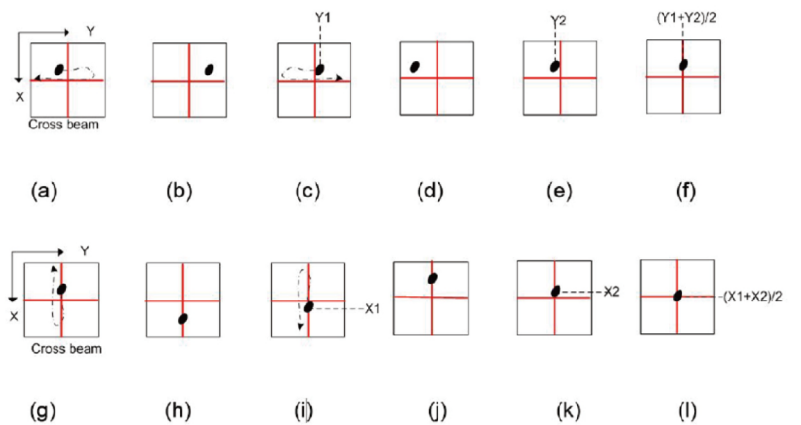 Y1
Y2
(Y1+Y2)/2
Y
X
Cross beam
(a)
(b)
(c)
(d)
(e)
(f)
Y
X
X1
X2
(X1+X2)/2
Cross beam
(g)
(h)
(i)
(j)
(k)
(l)